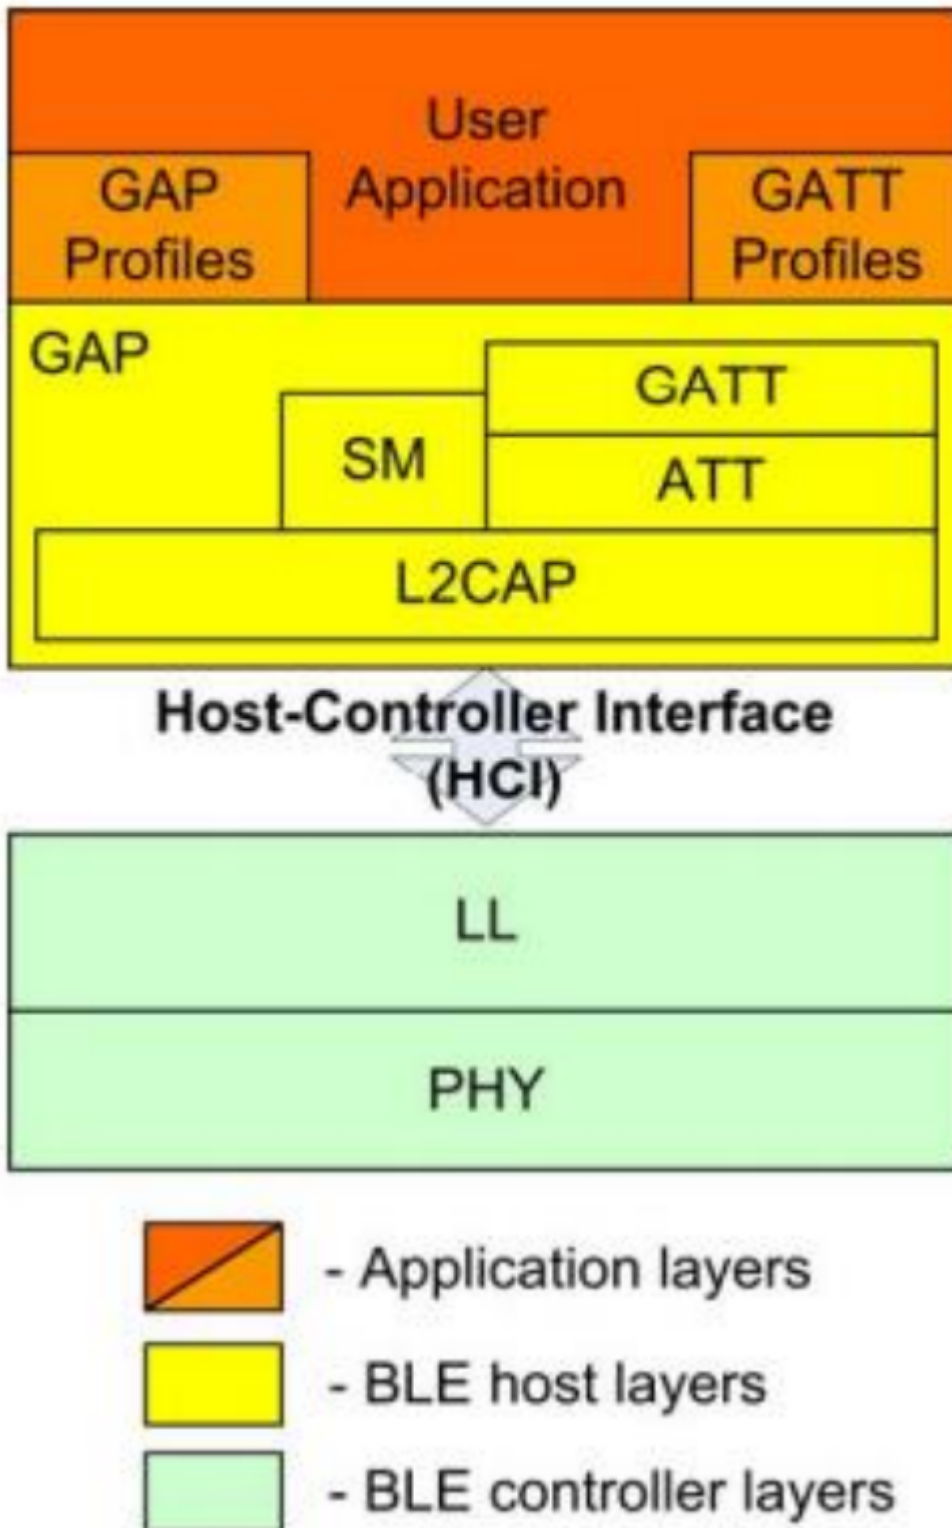 User
Application
GAP
Profiles
GATT
Profiles
GAP
GATT
SM
ATT
L2CAP
Host-Controller Interface
(HCI)
LL
PHY
- Application layers
- BLE host layers
- BLE controller layers